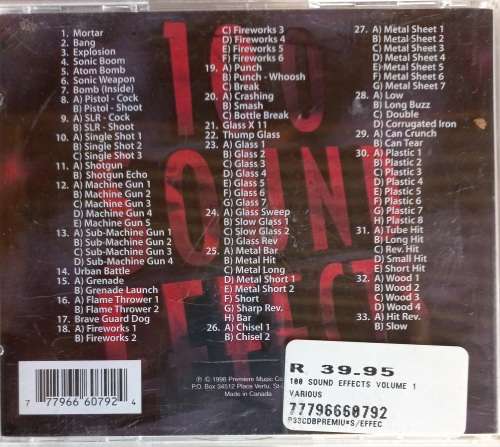 1. Mortar
2. Bang
3. Explosion
4. Sonic Boom
5. Atom Bomb
6. Sonic Weapon
7. Bomb (Inside)
8. A) Pistol - Cock
B) Pistol - Shoot
9. A) SLR - Cock
B) SLR - Shoot
10. A) Single Shot 1
B) Single Shot 2
C) Single Shot 3
11. A) Shotgun
B) Shotgun Echo
12. A) Machine Gun 1
B) Machine Gun 2
C) Machine Gun 3
D) Machine Gun 4
E) Machine Gun 5
13. A) Sub-Machine Gun 1
B) Sub-Machine Gun 2
C) Sub-Machine Gun 3
D) Sub-Machine Gun 4
14. Urban Battle
15. A) Grenade
B) Grenade Launch
16. A) Flame Thrower 1
B) Flame Thrower 2
17. Brave Guard Dog
18. A) Fireworks 1
B) Fireworks 2
C) Fireworks 3
D) Fireworks 4
E) Fireworks 5
F) Fireworks 6
19. A) Punch
B) Punch - Whoosh
C) Break
20. A) Crashing
B) Smash
C) Bottle Break
21. Glass X 11
22. Thump Glass
23. A) Glass 1
B) Glass 2
C) Glass 3
D) Glass 4
E) Glass 5
F) Glass 6
G) Glass 7
24. A) Glass Sweep
B) Slow Glass 1
C) Slow Glass 2
D) Glass Rev
25. A) Metal Bar
B) Metal Hit
C) Metal Long
D) Metal Short 1
E) Metal Short 2
F) Short
G) Sharp Rev.
H) Bar
26. A) Chisel 1
B) Chisel 2
27. A) Metal Sheet 1
B) Metal Sheet 2
C) Metal Sheet 3
D) Metal Sheet 4
E) Metal Sheet 5
F) Metal Sheet 6
G) Metal Sheet 7
28. A) Low
B) Long Buzz
C) Double
D) Corrugated Iron
29. A) Can Crunch
B) Can Tear
30. A) Plastic 1
B) Plastic 2
C) Plastic 3
D) Plastic 4
E) Plastic 5
F) Plastic 6
G) Plastic 7
H) Plastic 8
31. A) Tube Hit
B) Long Hit
C) Rev. Hit
D) Small Hit
E) Short Hit
32. A) Wood 1
B) Wood 2
C) Wood 3
D) Wood 4
33. A) Hit Rev.
B) Slow
100
SOUND
EFFECTS
7 77966 60792 4
℗ © 1998 Premiere Music
P.O. Box 34512 Place Vertu, St-
Made in Canada
R 39.95
100 SOUND EFFECTS VOLUME 1
VARIOUS
77796660792
P33CDBPREMIU*S/EFFEC